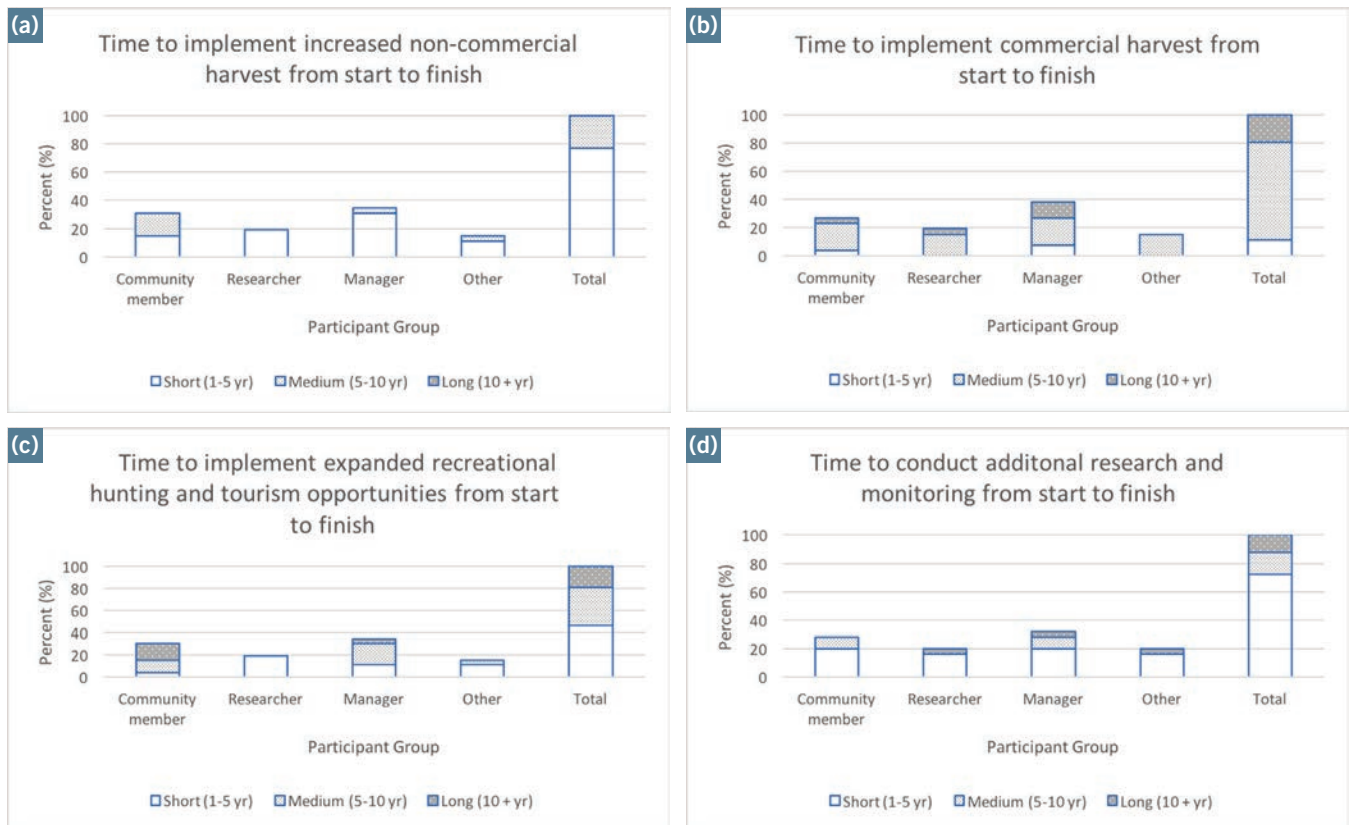 (a)
Time to implement increased non-commercial
harvest from start to finish
100
80
60
40
20
0
Percent (%)
Community
member
Researcher
Manager
Other
Total
Participant Group
Short (1-5 yr)
Medium (5-10 yr)
Long (10 + yr)
(b)
Time to implement commercial harvest from
start to finish
100
80
60
40
20
0
Percent (%)
Community
member
Researcher
Manager
Other
Total
Participant Group
Short (1-5 yr)
Medium (5-10 yr)
Long (10 + yr)
(c)
Time to implement expanded recreational
hunting and tourism opportunities from start
to finish
100
80
60
40
20
0
Percent (%)
Community
member
Researcher
Manager
Other
Total
Participant Group
Short (1-5 yr)
Medium (5-10 yr)
Long (10 + yr)
(d)
Time to conduct additonal research and
monitoring from start to finish
100
80
60
40
20
0
Percent (%)
Community
member
Researcher
Manager
Other
Total
Participant Group
Short (1-5 yr)
Medium (5-10 yr)
Long (10 + yr)